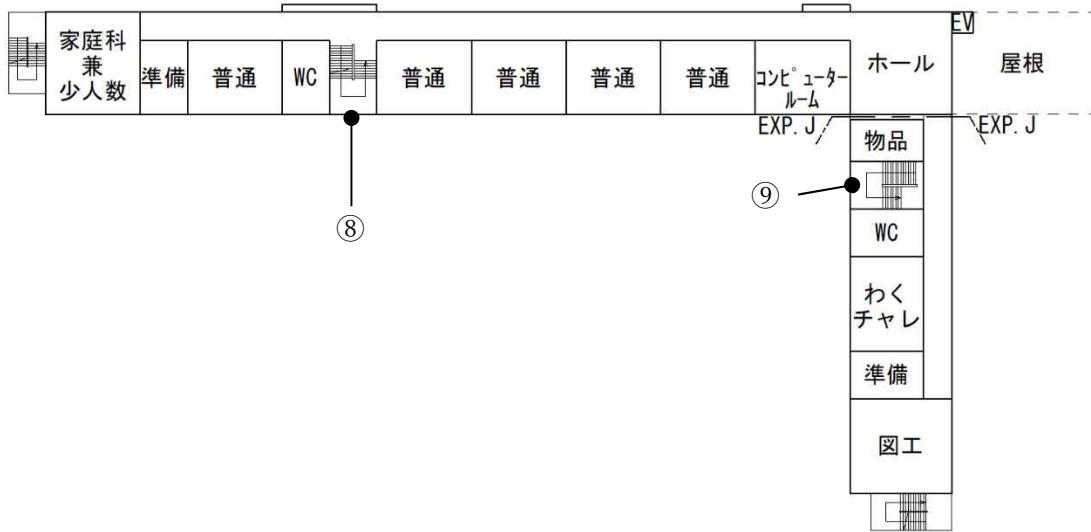 家庭科
兼
少人数
準備
普通
WC
普通
普通
普通
普通
コンピューター
ルーム
ホール
EV
屋根
EXP. J
EXP. J
物品
⑧
⑨
WC
わく
チャレ
準備
図工